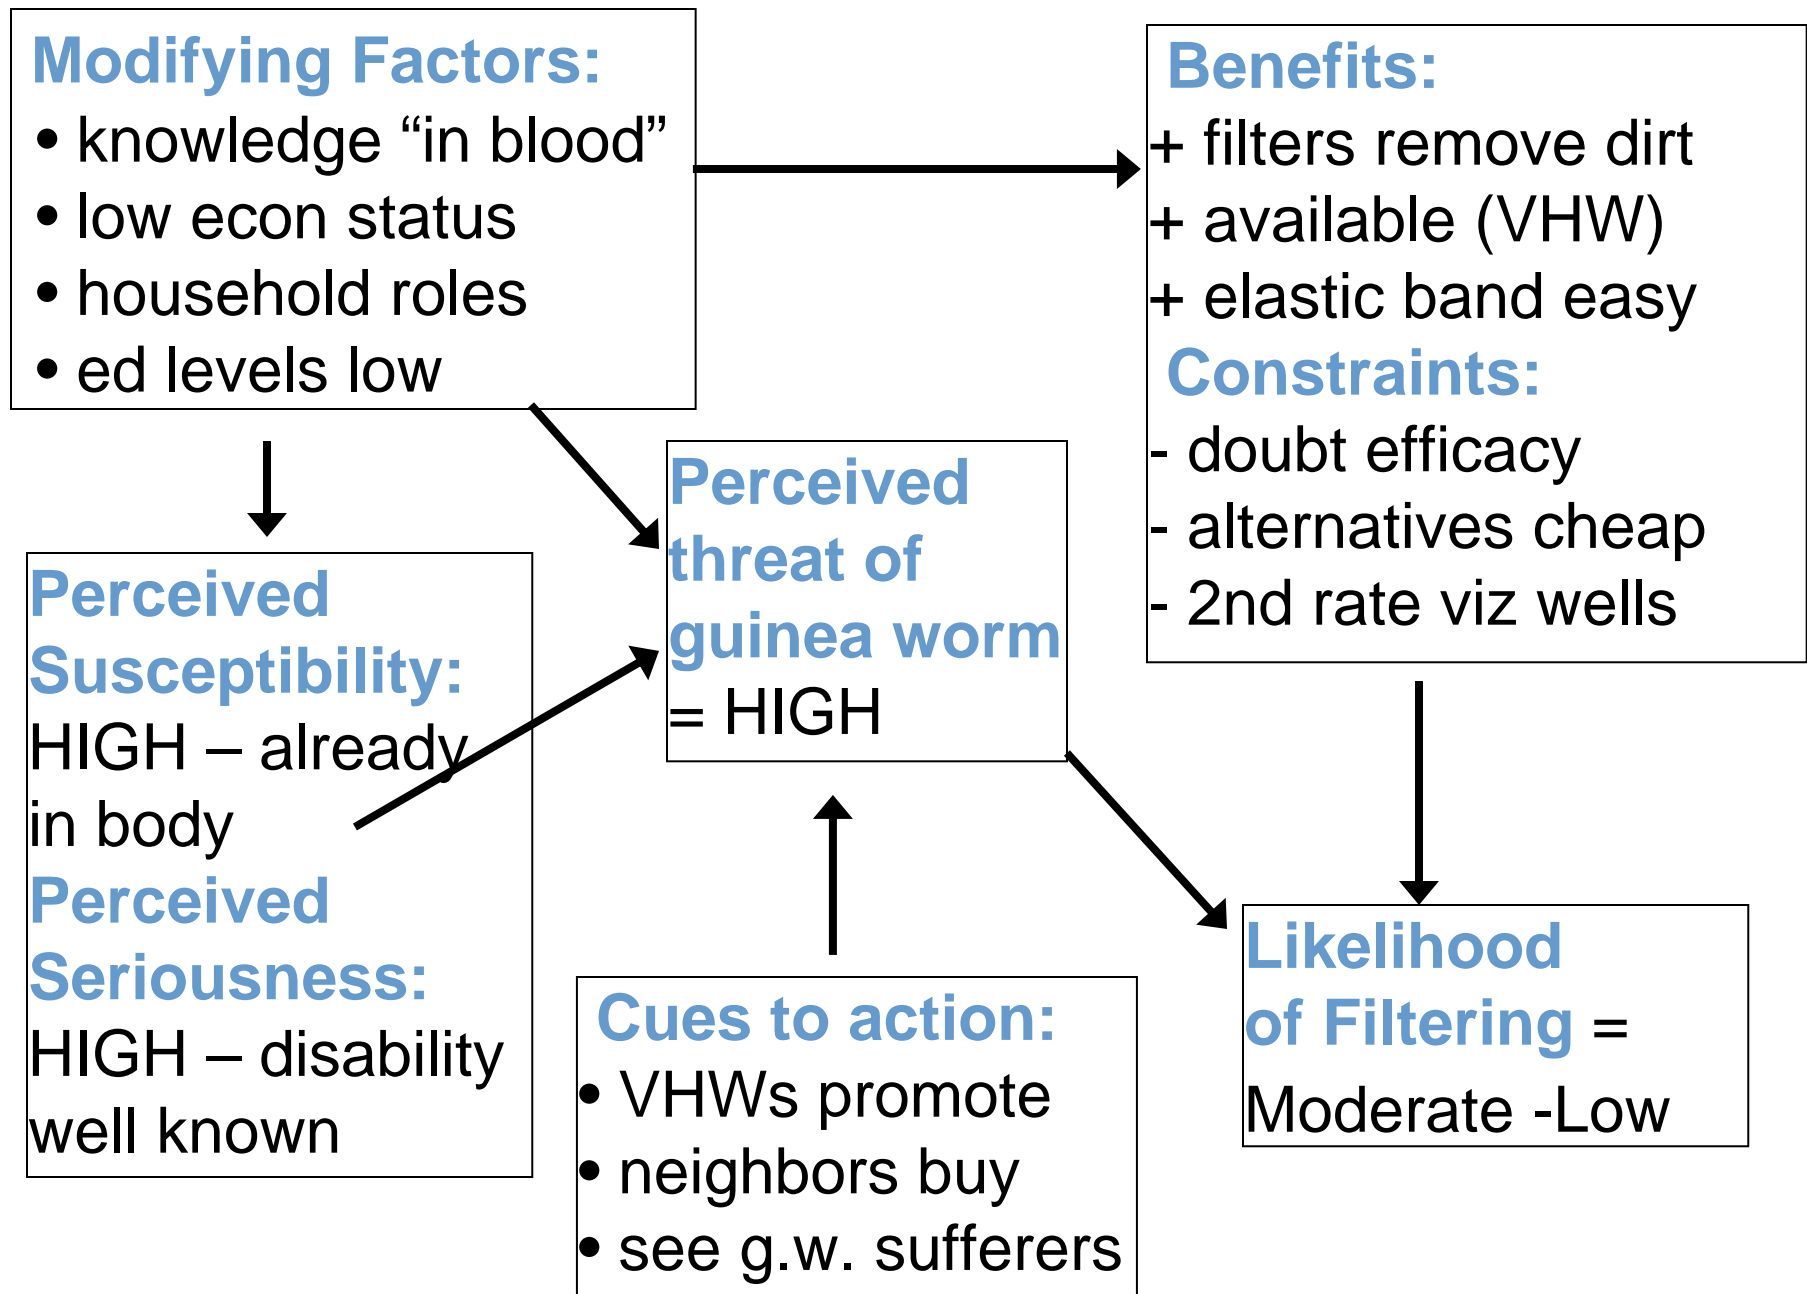 Modifying Factors:
• knowledge “in blood”
• low econ status
• household roles
• ed levels low
Benefits:
+ filters remove dirt
+ available (VHW)
+ elastic band easy
Constraints:
- doubt efficacy
- alternatives cheap
- 2nd rate viz wells
Perceived
threat of
guinea worm
= HIGH
Perceived
Susceptibility:
HIGH – already
in body
Perceived
Seriousness:
HIGH – disability
well known
Cues to action:
• VHWs promote
• neighbors buy
• see g.w. sufferers
Likelihood
of Filtering =
Moderate -Low